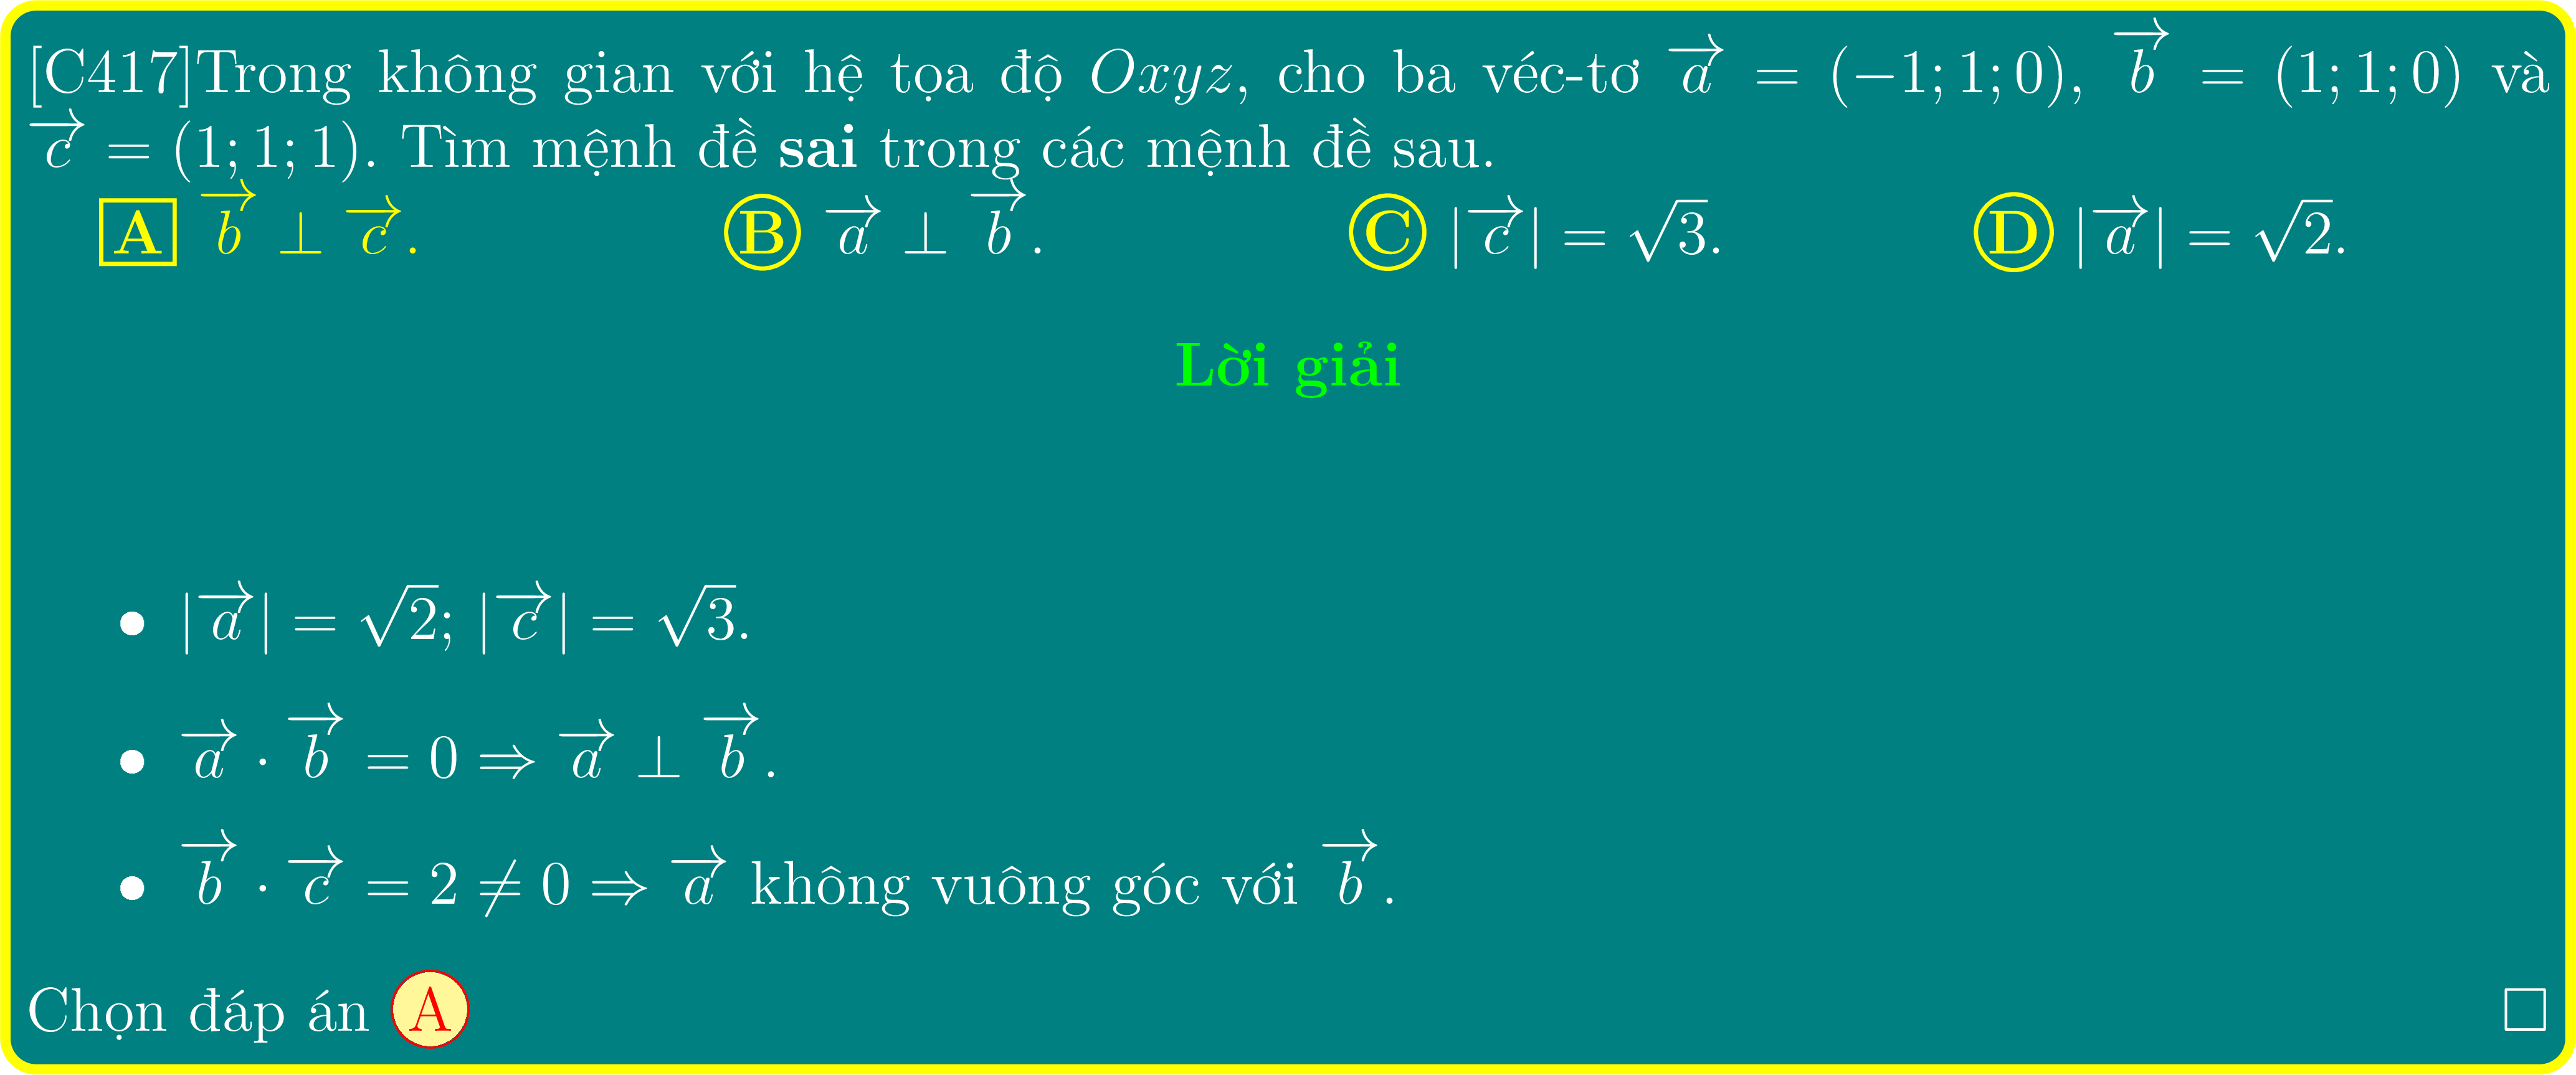 [C417]Trong không gian với hệ tọa độ $Oxyz$, cho ba véc-tơ $\overrightarrow{a} = (-1; 1; 0)$, $\overrightarrow{b} = (1; 1; 0)$ và
$\overrightarrow{c} = (1; 1; 1)$. Tìm mệnh đề sai trong các mệnh đề sau.
A $\overrightarrow{b} \perp \overrightarrow{c}$. B $\overrightarrow{a} \perp \overrightarrow{b}$. C $|\overrightarrow{c}| = \sqrt{3}$. D $|\overrightarrow{a}| = \sqrt{2}$.
Lời giải
• $|\overrightarrow{a}| = \sqrt{2}$; $|\overrightarrow{c}| = \sqrt{3}$.
• $\overrightarrow{a} \cdot \overrightarrow{b} = 0 \Rightarrow \overrightarrow{a} \perp \overrightarrow{b}$.
• $\overrightarrow{b} \cdot \overrightarrow{c} = 2 \neq 0 \Rightarrow \overrightarrow{a}$ không vuông góc với $\overrightarrow{b}$.
Chọn đáp án A □